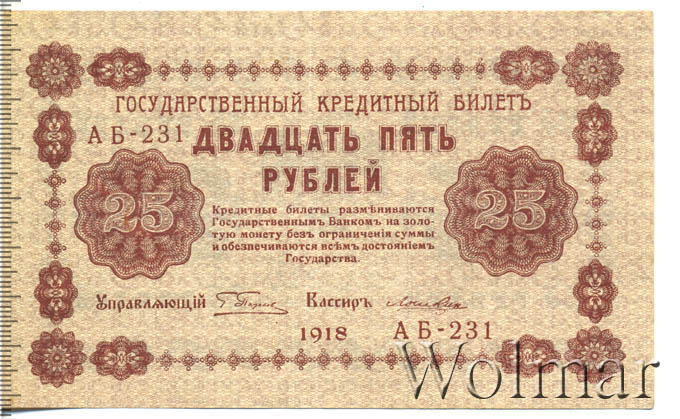 ГОСУДАРСТВЕННЫЙ КРЕДИТНЫЙ БИЛЕТЪ
АБ-231
ДВАДЦАТЬ ПЯТЬ
РУБЛЕЙ
25
25
Кредитные билеты размѣниваются
Государственнымъ Банкомъ на золо-
тую монету безъ ограничения суммы
и обезпечиваются всѣмъ достояніемъ
Государства.
Управляющій
Кассиръ
1918 АБ-231
Wolmar